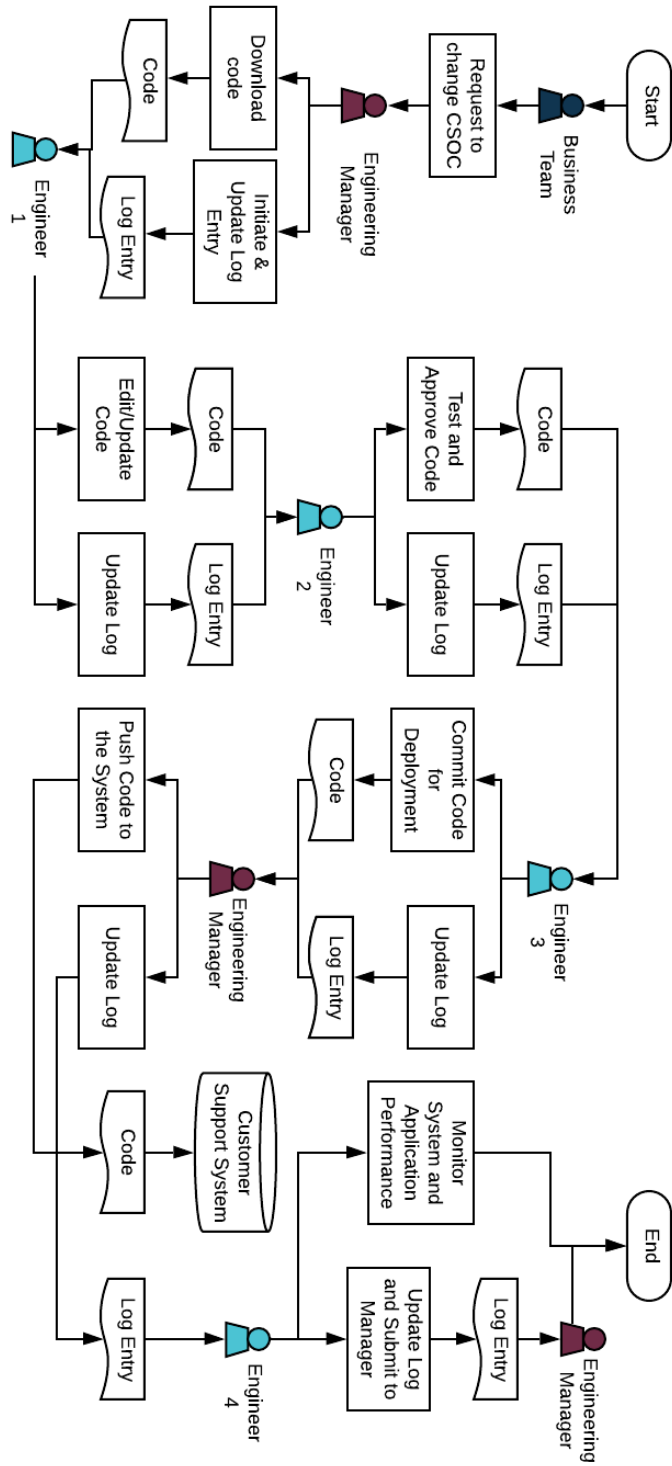 Start
Business
Team
Request to
change CSOC
Engineering
Manager
Download
code
Initiate &
Update Log
Entry
Code
Log Entry
Engineer
1
Edit/Update
Code
Update Log
Code
Log Entry
Engineer
2
Test and
Approve Code
Update Log
Code
Log Entry
Engineer
3
Commit Code
for
Deployment
Update Log
Code
Log Entry
Engineering
Manager
Push Code to
the System
Update Log
Code
Customer
Support System
Log Entry
Engineer
4
Monitor
System and
Application
Performance
Update Log
and Submit to
Manager
Log Entry
Engineering
Manager
End